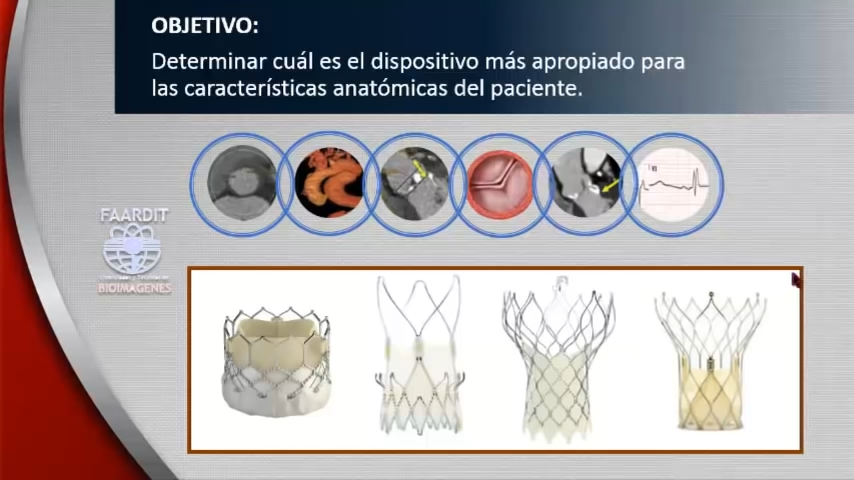 OBJETIVO:
Determinar cuál es el dispositivo más apropiado para
las características anatómicas del paciente.
FAARDIT
BIOIMAGENES